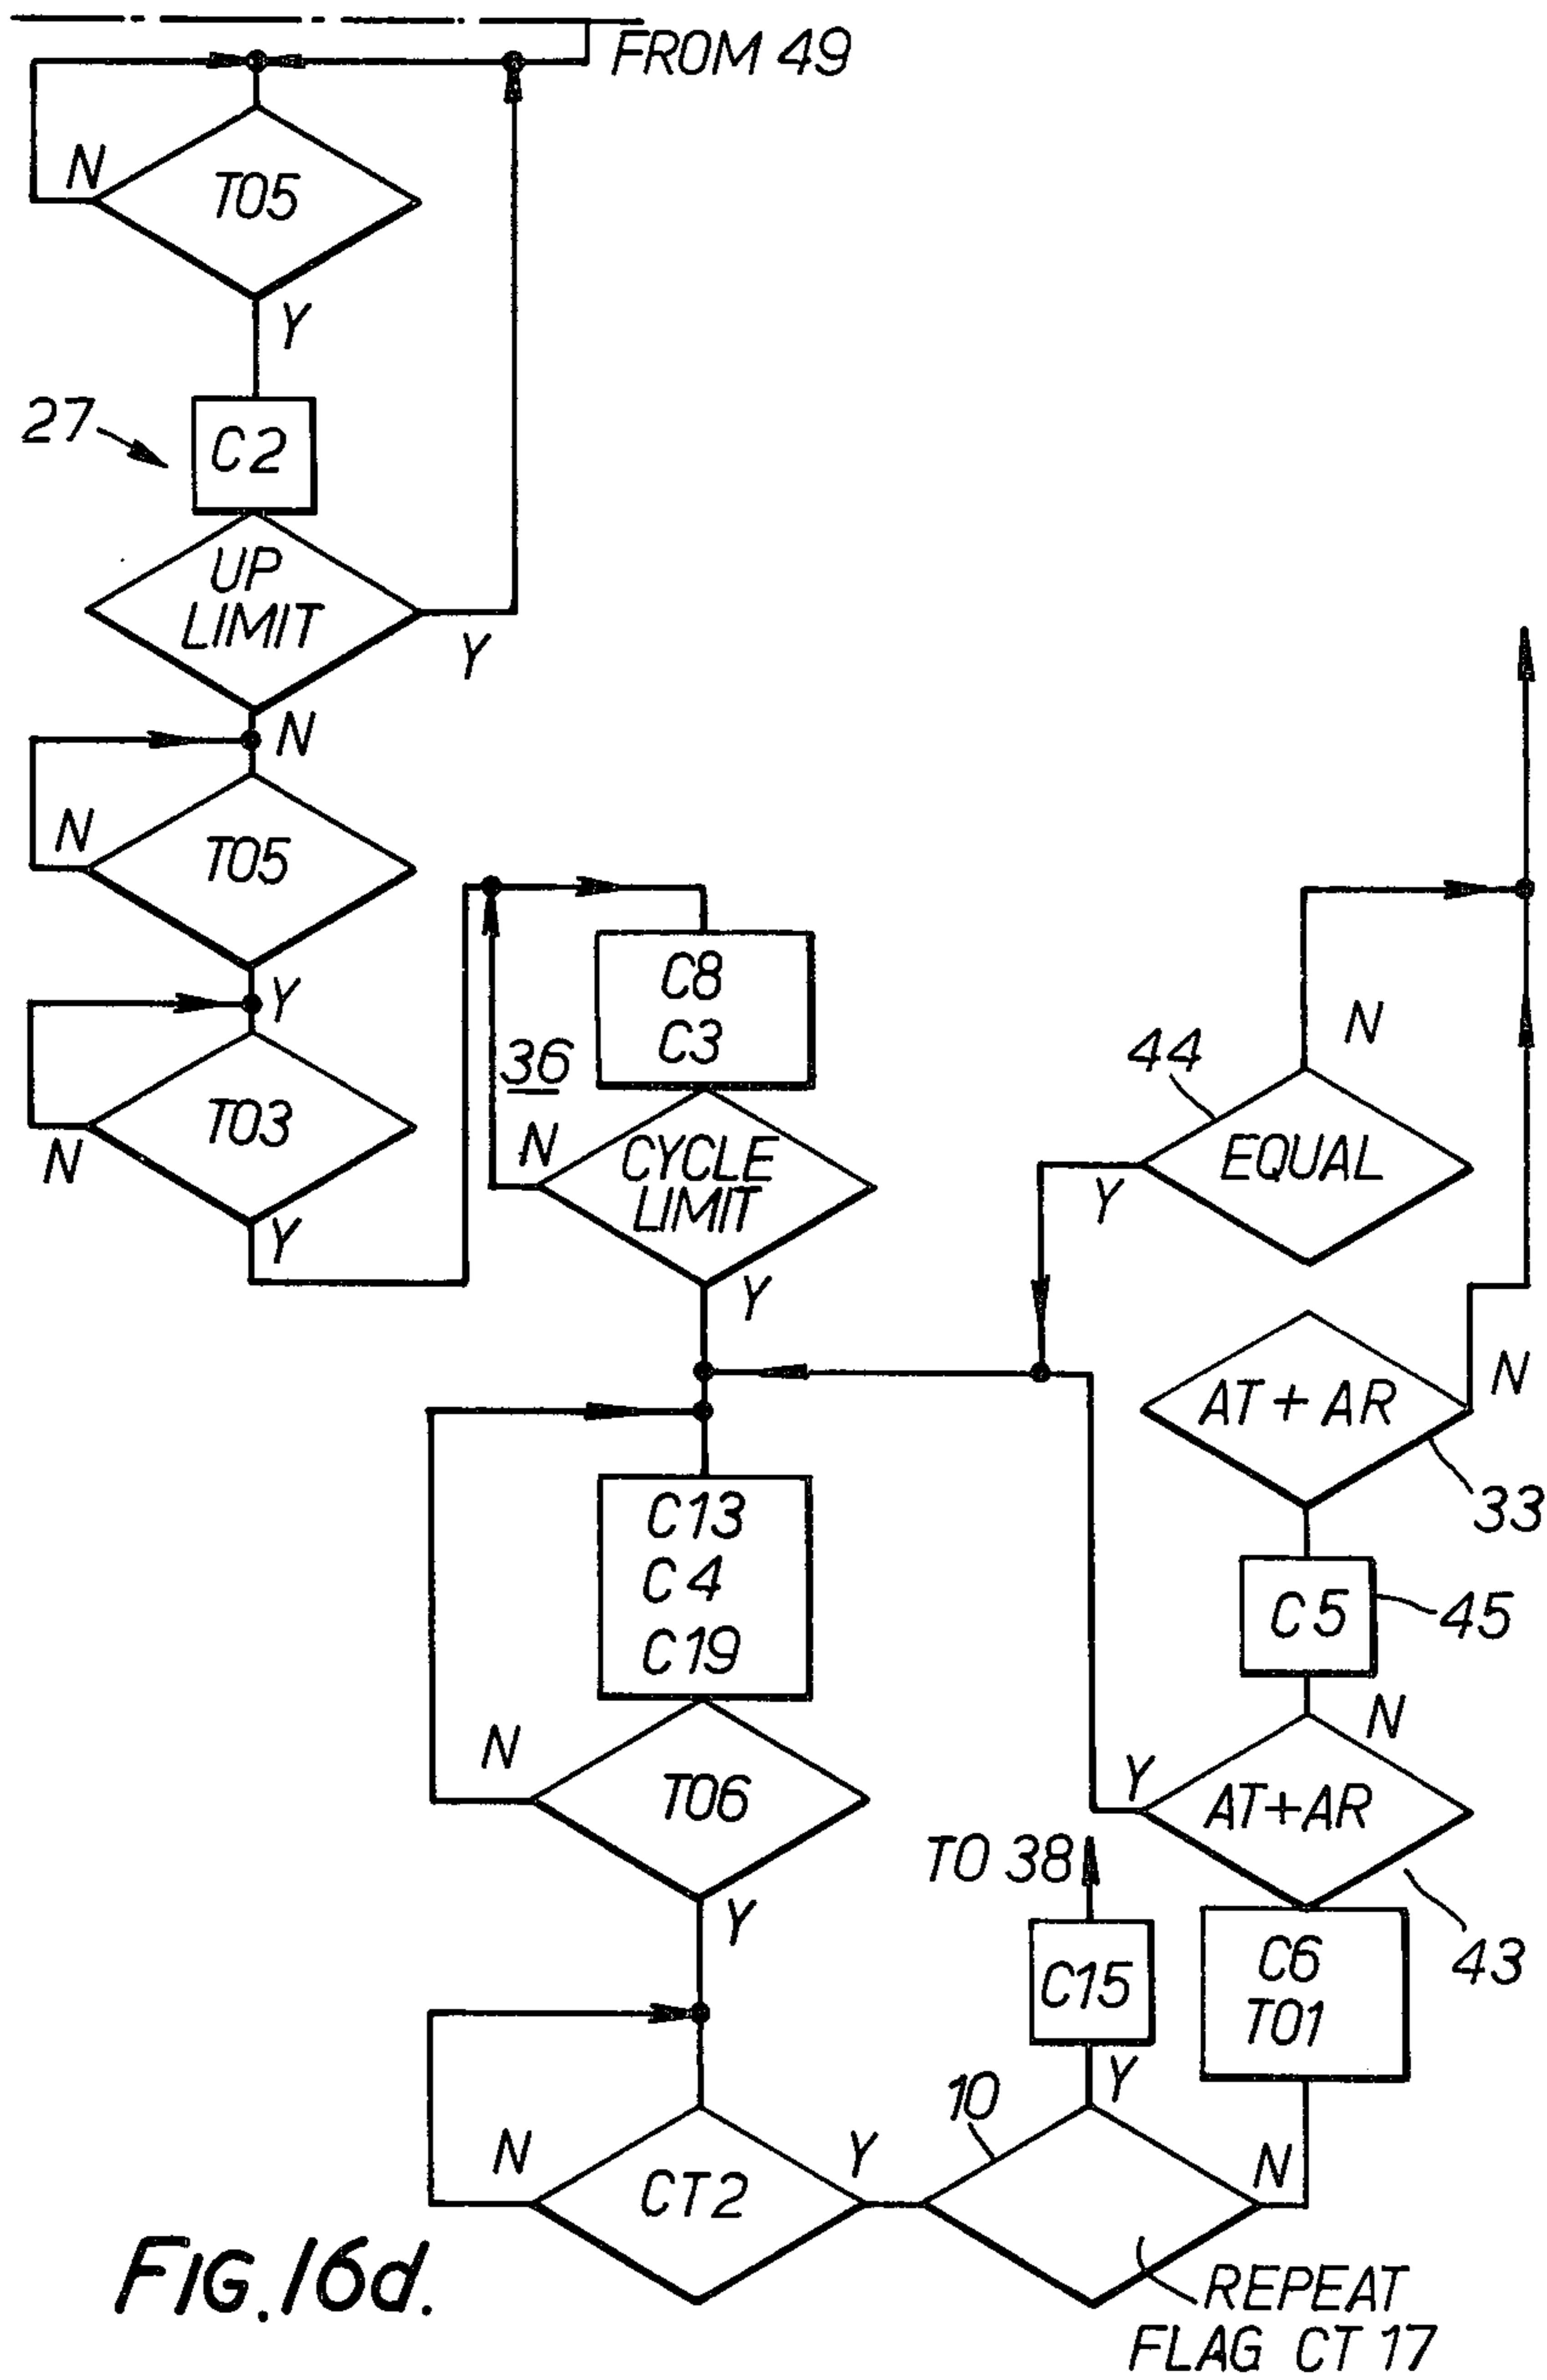 FROM 49
N
T05
Y
27
C2
UP
LIMIT
Y
N
N
T05
Y
T03
N
Y
C8
C3
36
N
CYCLE
LIMIT
Y
N
44
EQUAL
Y
AT + AR
N
33
C13
C4
C19
C5
45
N
T06
Y
N
Y
AT+AR
43
TO 38
C15
Y
C6
T01
10
N
CT2
Y
N
REPEAT
FLAG CT 17
FIG. 16d.